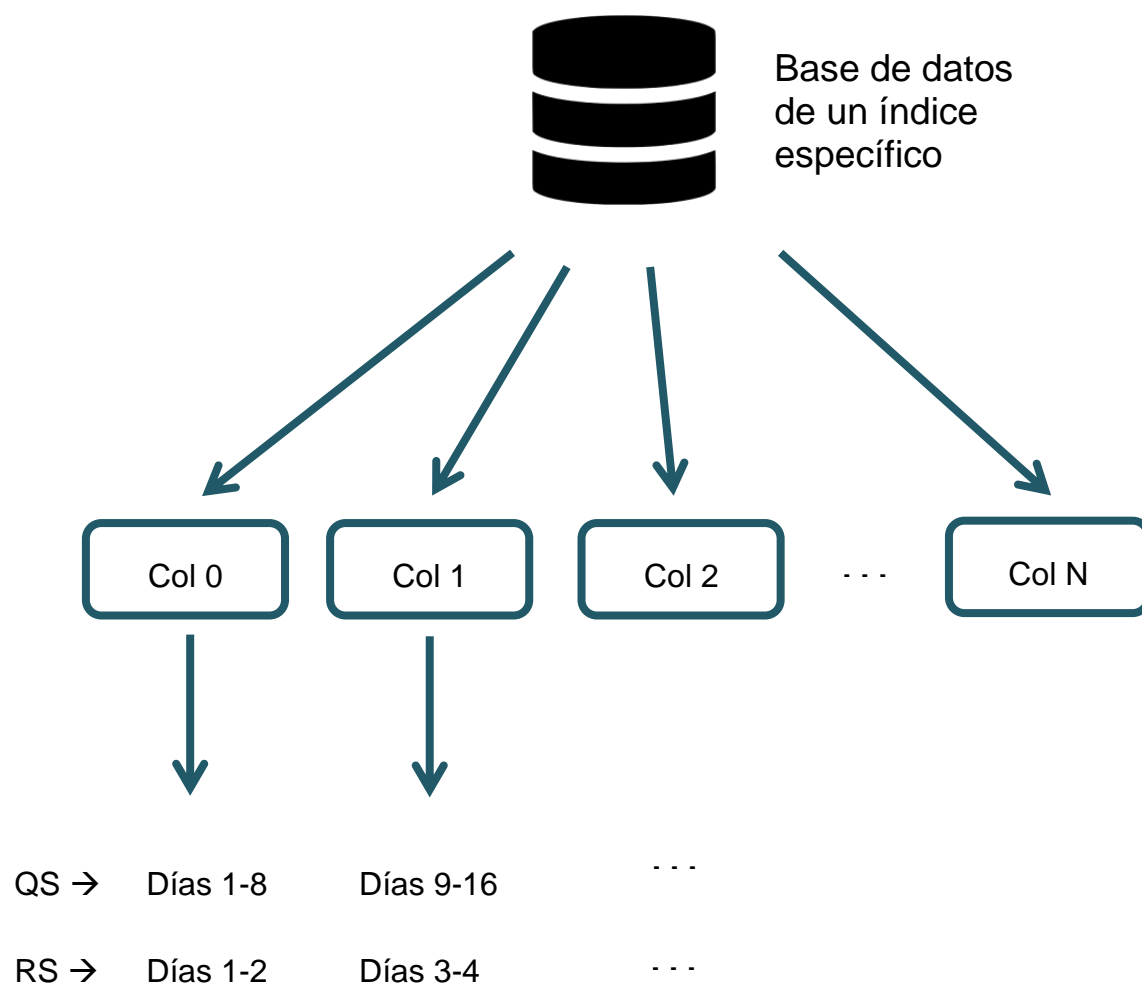 Base de datos
de un índice
específico
Col 0
Col 1
Col 2
- - -
Col N
QS → Días 1-8 Días 9-16 - - -
RS → Días 1-2 Días 3-4 - - -